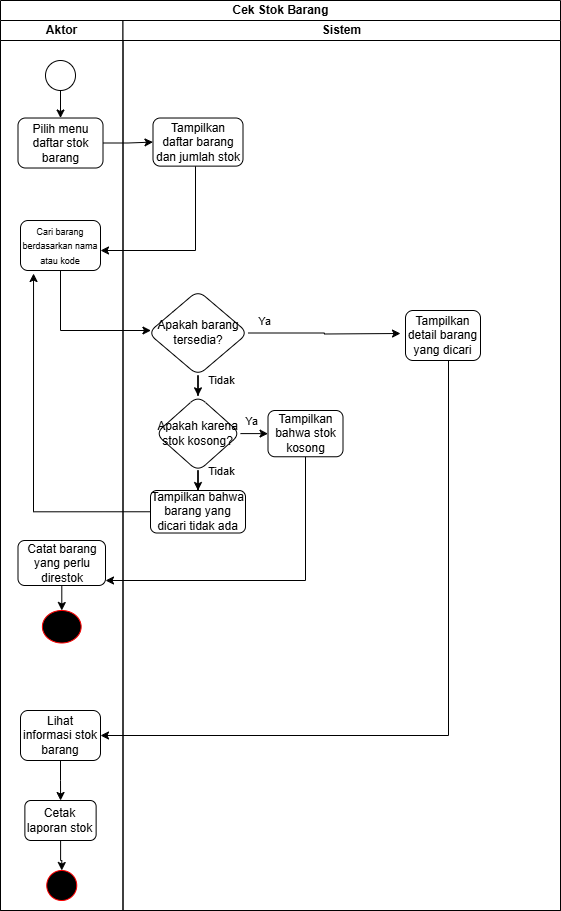 Cek Stok Barang
Aktor
Sistem
Pilih menu
daftar stok
barang
Tampilkan
daftar barang
dan jumlah stok
Cari barang
berdasarkan nama
atau kode
Apakah barang
tersedia?
Ya
Tampilkan
detail barang
yang dicari
Tidak
Apakah karena
stok kosong?
Ya
Tampilkan
bahwa stok
kosong
Tidak
Tampilkan bahwa
barang yang
dicari tidak ada
Catat barang
yang perlu
direstok
Lihat
informasi stok
barang
Cetak
laporan stok